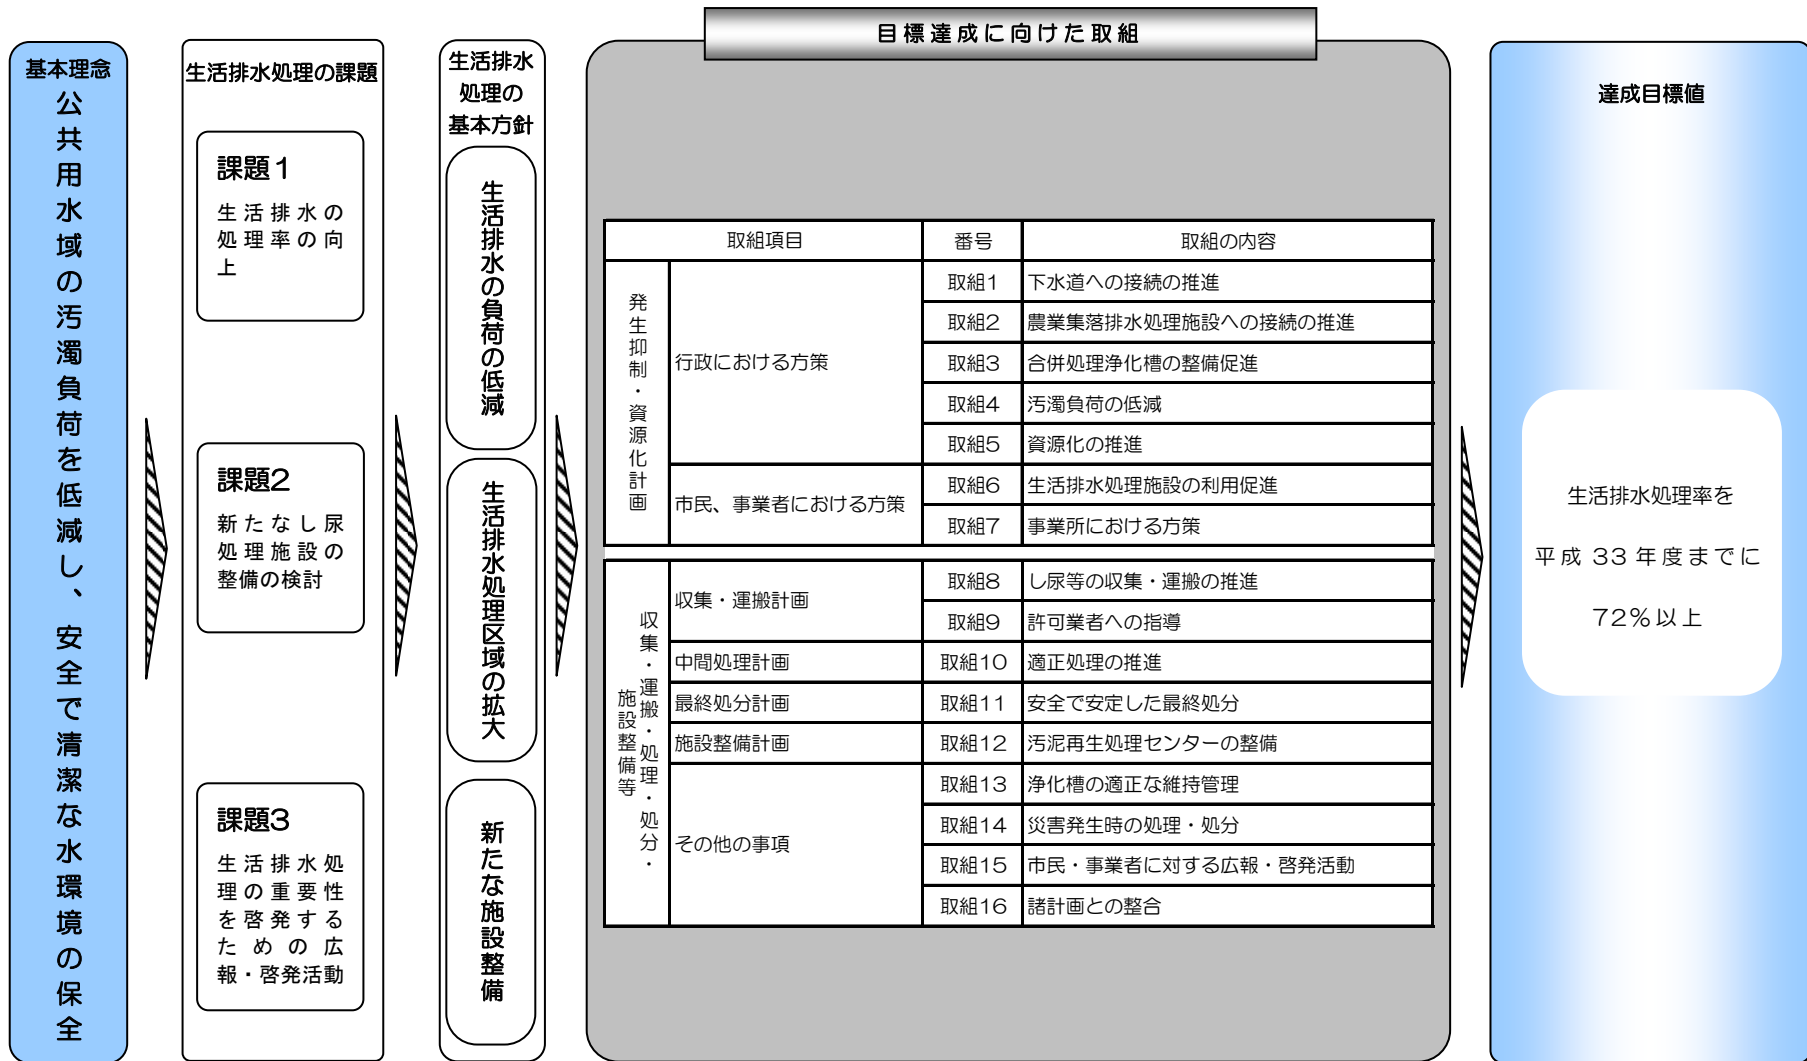 基本理念
公共用水域の汚濁負荷を低減し、安全で清潔な水環境の保全
生活排水処理の課題
課題1
生活排水の
処理率の向
上
課題2
新たなし尿
処理施設の
整備の検討
課題3
生活排水処
理の重要性
を啓発する
ための広
報・啓発活動
生活排水
処理の
基本方針
生活排水の負荷の低減
生活排水処理区域の拡大
新たな施設整備
目標達成に向けた取組
取組項目 番号 取組の内容
発生抑制・資源化計画
行政における方策
取組1 下水道への接続の推進
取組2 農業集落排水処理施設への接続の推進
取組3 合併処理浄化槽の整備促進
取組4 汚濁負荷の低減
取組5 資源化の推進
市民、事業者における方策
取組6 生活排水処理施設の利用促進
取組7 事業所における方策
収集・運搬・処理・処分・
施設整備等
収集・運搬計画
取組8 し尿等の収集・運搬の推進
取組9 許可業者への指導
中間処理計画 取組10 適正処理の推進
最終処分計画 取組11 安全で安定した最終処分
施設整備計画 取組12 汚泥再生処理センターの整備
その他の事項
取組13 浄化槽の適正な維持管理
取組14 災害発生時の処理・処分
取組15 市民・事業者に対する広報・啓発活動
取組16 諸計画との整合
達成目標値
生活排水処理率を
平成 33 年度までに
72%以上